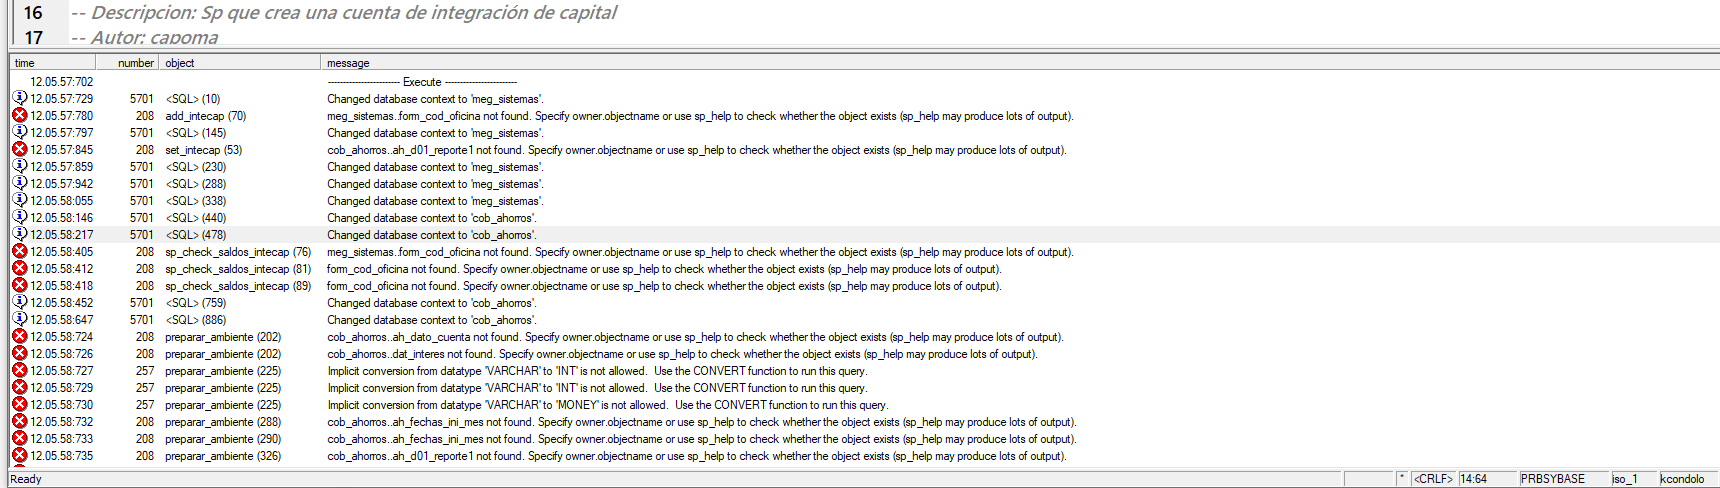 16 -- Descripcion: Sp que crea una cuenta de integración de capital
17 -- Autor: capoma
time number object message
12.05.57:702 ------------------------ Execute ------------------------
12.05.57:729 5701 <SQL> (10) Changed database context to 'meg_sistemas'.
12.05.57:780 208 add_intecap (70) meg_sistemas..form_cod_oficina not found. Specify owner.objectname or use sp_help to check whether the object exists (sp_help may produce lots of output).
12.05.57:797 5701 <SQL> (145) Changed database context to 'meg_sistemas'.
12.05.57:845 208 set_intecap (53) cob_ahorros..ah_d01_reporte1 not found. Specify owner.objectname or use sp_help to check whether the object exists (sp_help may produce lots of output).
12.05.57:859 5701 <SQL> (230) Changed database context to 'meg_sistemas'.
12.05.57:942 5701 <SQL> (288) Changed database context to 'meg_sistemas'.
12.05.58:055 5701 <SQL> (338) Changed database context to 'meg_sistemas'.
12.05.58:146 5701 <SQL> (440) Changed database context to 'cob_ahorros'.
12.05.58:217 5701 <SQL> (478) Changed database context to 'cob_ahorros'.
12.05.58:405 208 sp_check_saldos_intecap (76) meg_sistemas..form_cod_oficina not found. Specify owner.objectname or use sp_help to check whether the object exists (sp_help may produce lots of output).
12.05.58:412 208 sp_check_saldos_intecap (81) form_cod_oficina not found. Specify owner.objectname or use sp_help to check whether the object exists (sp_help may produce lots of output).
12.05.58:418 208 sp_check_saldos_intecap (89) form_cod_oficina not found. Specify owner.objectname or use sp_help to check whether the object exists (sp_help may produce lots of output).
12.05.58:452 5701 <SQL> (759) Changed database context to 'cob_ahorros'.
12.05.58:647 5701 <SQL> (886) Changed database context to 'cob_ahorros'.
12.05.58:724 208 preparar_ambiente (202) cob_ahorros..ah_dato_cuenta not found. Specify owner.objectname or use sp_help to check whether the object exists (sp_help may produce lots of output).
12.05.58:726 208 preparar_ambiente (202) cob_ahorros..dat_interes not found. Specify owner.objectname or use sp_help to check whether the object exists (sp_help may produce lots of output).
12.05.58:727 257 preparar_ambiente (225) Implicit conversion from datatype 'VARCHAR' to 'INT' is not allowed.  Use the CONVERT function to run this query.
12.05.58:729 257 preparar_ambiente (225) Implicit conversion from datatype 'VARCHAR' to 'INT' is not allowed.  Use the CONVERT function to run this query.
12.05.58:730 257 preparar_ambiente (225) Implicit conversion from datatype 'VARCHAR' to 'MONEY' is not allowed.  Use the CONVERT function to run this query.
12.05.58:732 208 preparar_ambiente (288) cob_ahorros..ah_fechas_ini_mes not found. Specify owner.objectname or use sp_help to check whether the object exists (sp_help may produce lots of output).
12.05.58:733 208 preparar_ambiente (290) cob_ahorros..ah_fechas_ini_mes not found. Specify owner.objectname or use sp_help to check whether the object exists (sp_help may produce lots of output).
12.05.58:735 208 preparar_ambiente (326) cob_ahorros..ah_d01_reporte1 not found. Specify owner.objectname or use sp_help to check whether the object exists (sp_help may produce lots of output).
Ready * <CRLF> 14:64 PRBSYBASE iso_1 kcondolo